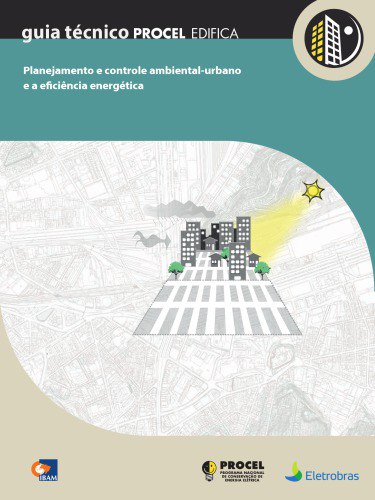 guia técnico PROCEL EDIFICA
Planejamento e controle ambiental-urbano
e a eficiência energética
IBAM
PROCEL
PROGRAMA NACIONAL
DE CONSERVAÇÃO DE
ENERGIA ELÉTRICA
Eletrobras